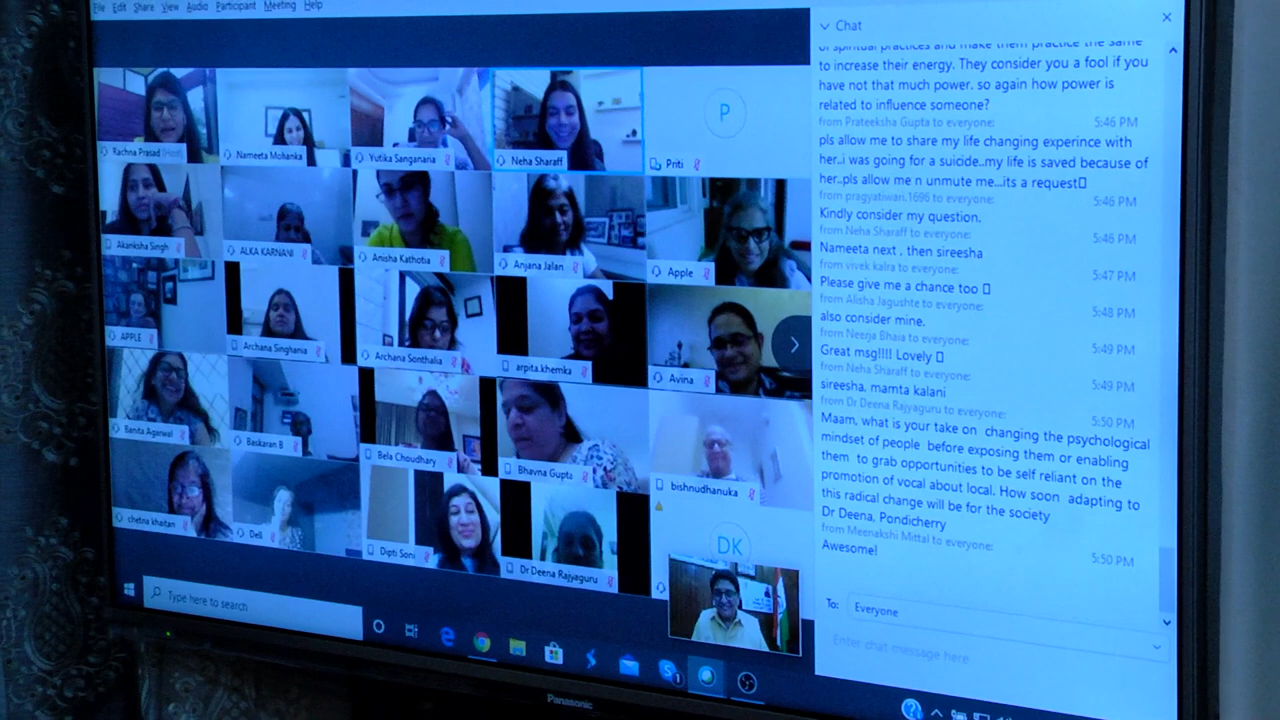 File Edit Share View Audio Participant Meeting Help
Rachna Prasad (Host)
Nameeta Mohanka
Yutika Sanganaria
Neha Sharaff
P
Priti
Akanksha Singh
ALKA KARNANI
Anisha Kathotia
Anjana Jalan
Apple
APPLE
Archana Singhania
Archana Sonthalia
arpita.khemka
Avina
Benita Agarwal
Baskaran B
Bela Choudhary
Bhavna Gupta
bishnudhanuka
chetna khaitan
Dell
Dipti Soni
Dr Deena Rajyaguru
DK
Type here to search
1
Panasonic
Chat
of spiritual practices and make them practice the same
to increase their energy. They consider you a fool if you
have not that much power. so again how power is
related to influence someone?
from Prateeksha Gupta to everyone: 5:46 PM
pls allow me to share my life changing experince with
her..i was going for a suicide..my life is saved because of
her..pls allow me n unmute me...its a request
from pragyatiwari.1696 to everyone: 5:46 PM
Kindly consider my question.
from Neha Sharaff to everyone: 5:46 PM
Nameeta next , then sireesha
from vivek kalra to everyone: 5:47 PM
Please give me a chance too
from Alisha Jagushte to everyone: 5:48 PM
also consider mine.
from Neerja Bhaia to everyone: 5:49 PM
Great msg!!!! Lovely
from Neha Sharaff to everyone: 5:49 PM
sireesha, mamta kalani
from Dr Deena Rajyaguru to everyone: 5:50 PM
Maam, what is your take on changing the psychological
mindset of people before exposing them or enabling
them to grab opportunities to be self reliant on the
promotion of vocal about local. How soon adapting to
this radical change will be for the society
Dr Deena, Pondicherry
from Meenakshi Mittal to everyone: 5:50 PM
Awesome!
To: Everyone
Enter chat message here